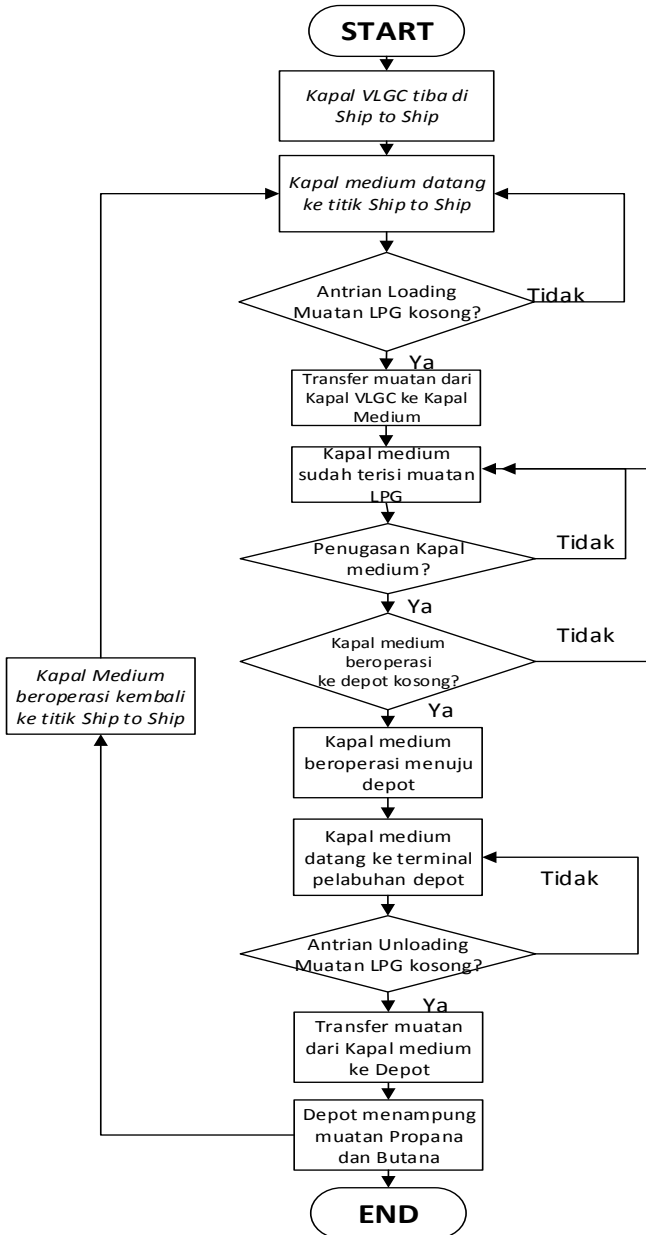 START
Kapal VLGC tiba di
Ship to Ship
Kapal medium datang
ke titik Ship to Ship
Antrian Loading
Muatan LPG kosong?
Tidak
Ya
Transfer muatan dari
Kapal VLGC ke Kapal
Medium
Kapal medium
sudah terisi muatan
LPG
Penugasan Kapal
medium?
Tidak
Ya
Kapal medium
beroperasi
ke depot kosong?
Tidak
Ya
Kapal Medium
beroperasi kembali
ke titik Ship to Ship
Kapal medium
beroperasi menuju
depot
Kapal medium
datang ke terminal
pelabuhan depot
Tidak
Antrian Unloading
Muatan LPG kosong?
Ya
Transfer muatan
dari Kapal medium
ke Depot
Depot menampung
muatan Propana
dan Butana
END